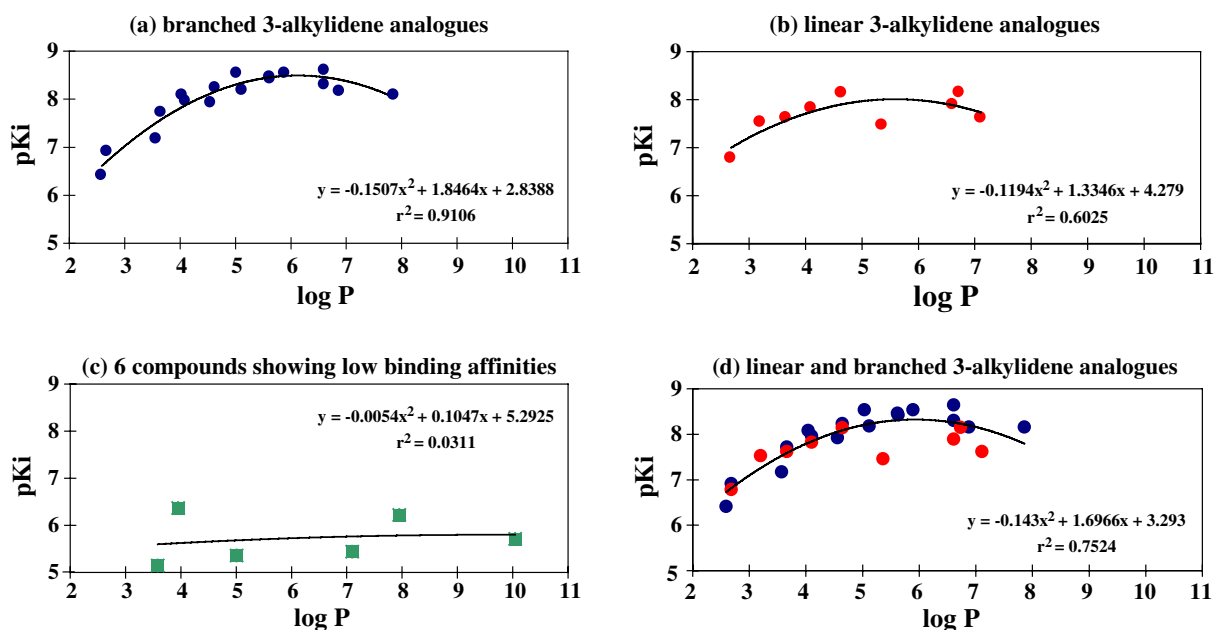 (a) branched 3-alkylidene analogues
9
8
7
6
5
pKi
y = -0.1507x² + 1.8464x + 2.8388
r² = 0.9106
2 3 4 5 6 7 8 9 10 11
log P
(b) linear 3-alkylidene analogues
9
8
7
6
5
pKi
y = -0.1194x² + 1.3346x + 4.279
r² = 0.6025
2 3 4 5 6 7 8 9 10 11
log P
(c) 6 compounds showing low binding affinities
9
8
7
6
5
pKi
y = -0.0054x² + 0.1047x + 5.2925
r² = 0.0311
2 3 4 5 6 7 8 9 10 11
log P
(d) linear and branched 3-alkylidene analogues
9
8
7
6
5
pKi
y = -0.143x² + 1.6966x + 3.293
r² = 0.7524
2 3 4 5 6 7 8 9 10 11
log P